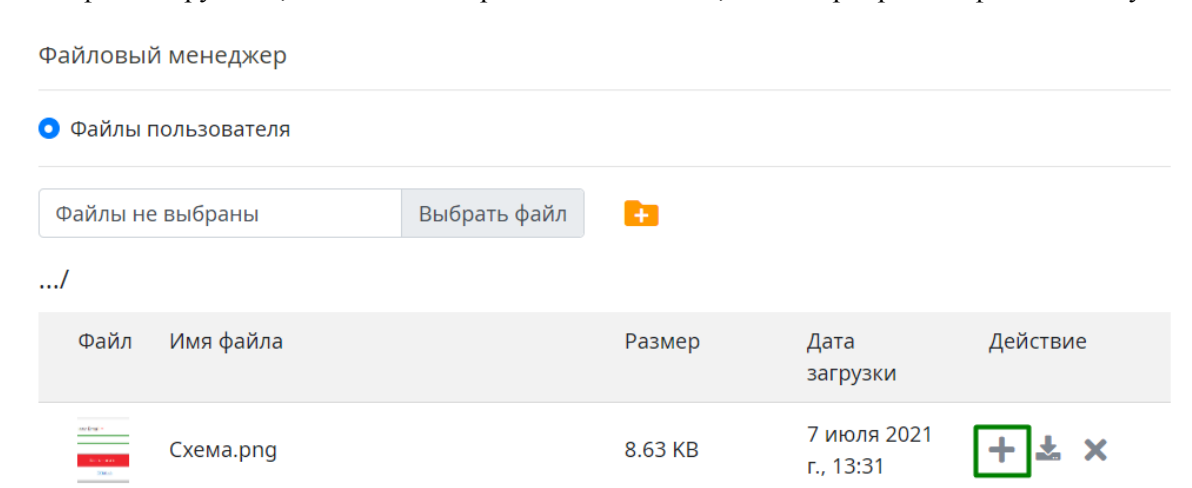 Файловый менеджер
Файлы пользователя
Файлы не выбраны Выбрать файл
.../
Файл Имя файла Размер Дата загрузки Действие
Схема.png 8.63 KB 7 июля 2021 г., 13:31